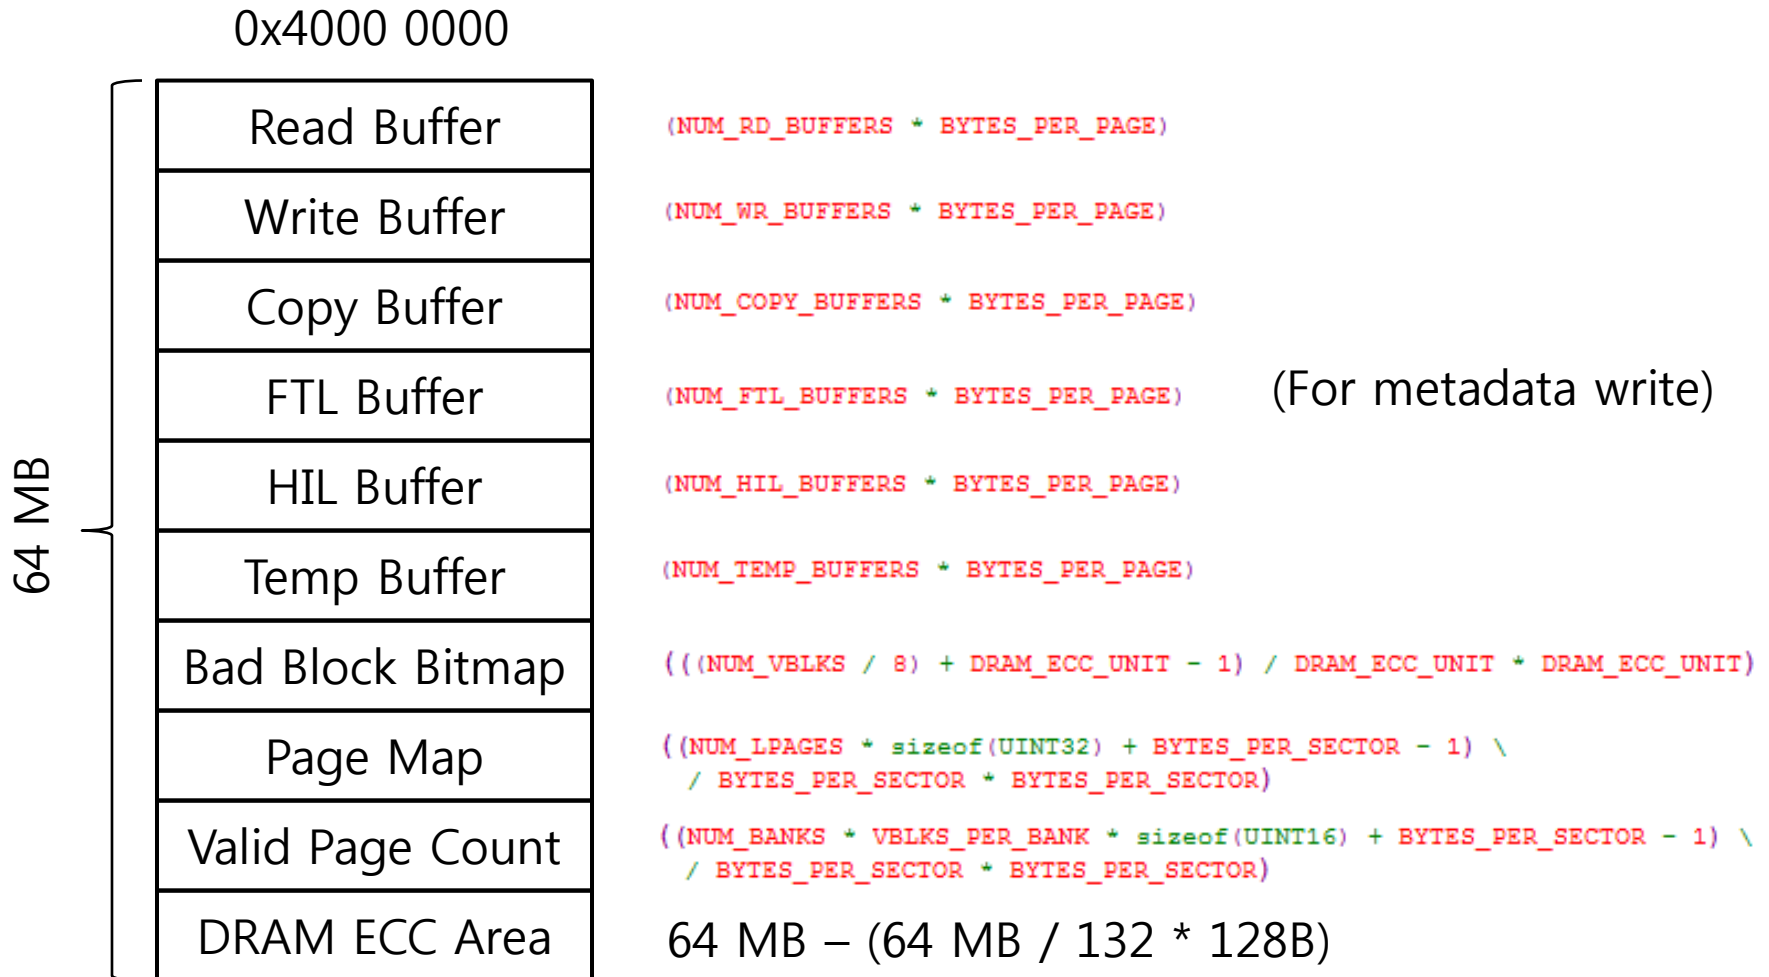 0x4000 0000
64 MB
Read Buffer
(NUM_RD_BUFFERS * BYTES_PER_PAGE)
Write Buffer
(NUM_WR_BUFFERS * BYTES_PER_PAGE)
Copy Buffer
(NUM_COPY_BUFFERS * BYTES_PER_PAGE)
FTL Buffer
(NUM_FTL_BUFFERS * BYTES_PER_PAGE)
(For metadata write)
HIL Buffer
(NUM_HIL_BUFFERS * BYTES_PER_PAGE)
Temp Buffer
(NUM_TEMP_BUFFERS * BYTES_PER_PAGE)
Bad Block Bitmap
(((NUM_VBLKS / 8) + DRAM_ECC_UNIT - 1) / DRAM_ECC_UNIT * DRAM_ECC_UNIT)
Page Map
((NUM_LPAGES * sizeof(UINT32) + BYTES_PER_SECTOR - 1) \
/ BYTES_PER_SECTOR * BYTES_PER_SECTOR)
Valid Page Count
((NUM_BANKS * VBLKS_PER_BANK * sizeof(UINT16) + BYTES_PER_SECTOR - 1) \
/ BYTES_PER_SECTOR * BYTES_PER_SECTOR)
DRAM ECC Area
64 MB – (64 MB / 132 * 128B)